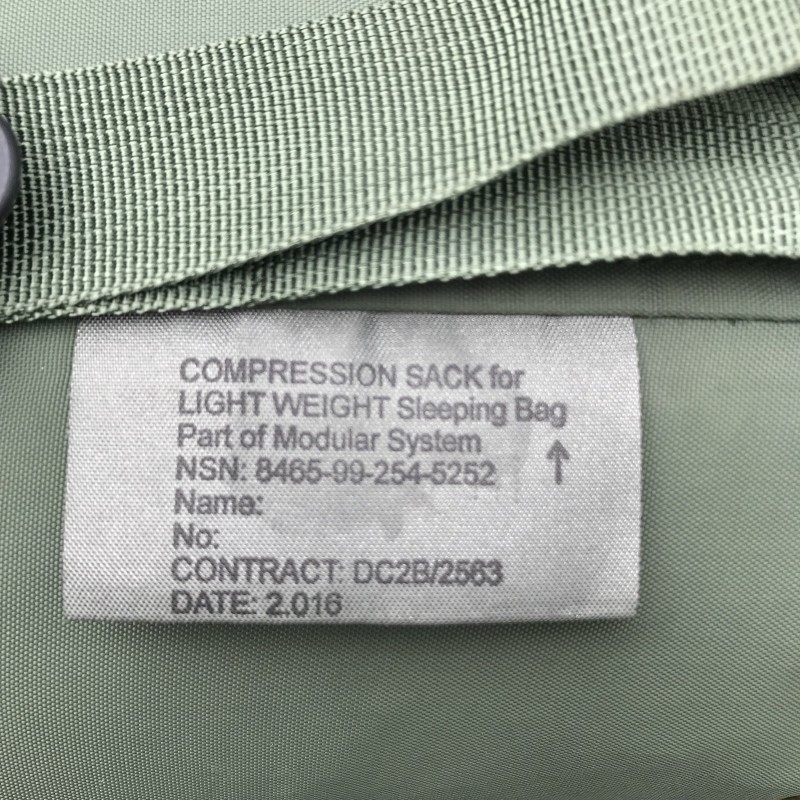 COMPRESSION SACK for
LIGHT WEIGHT Sleeping Bag
Part of Modular System
NSN: 8465-99-254-5252
Name:
No:
CONTRACT: DC2B/2563
DATE: 2.016